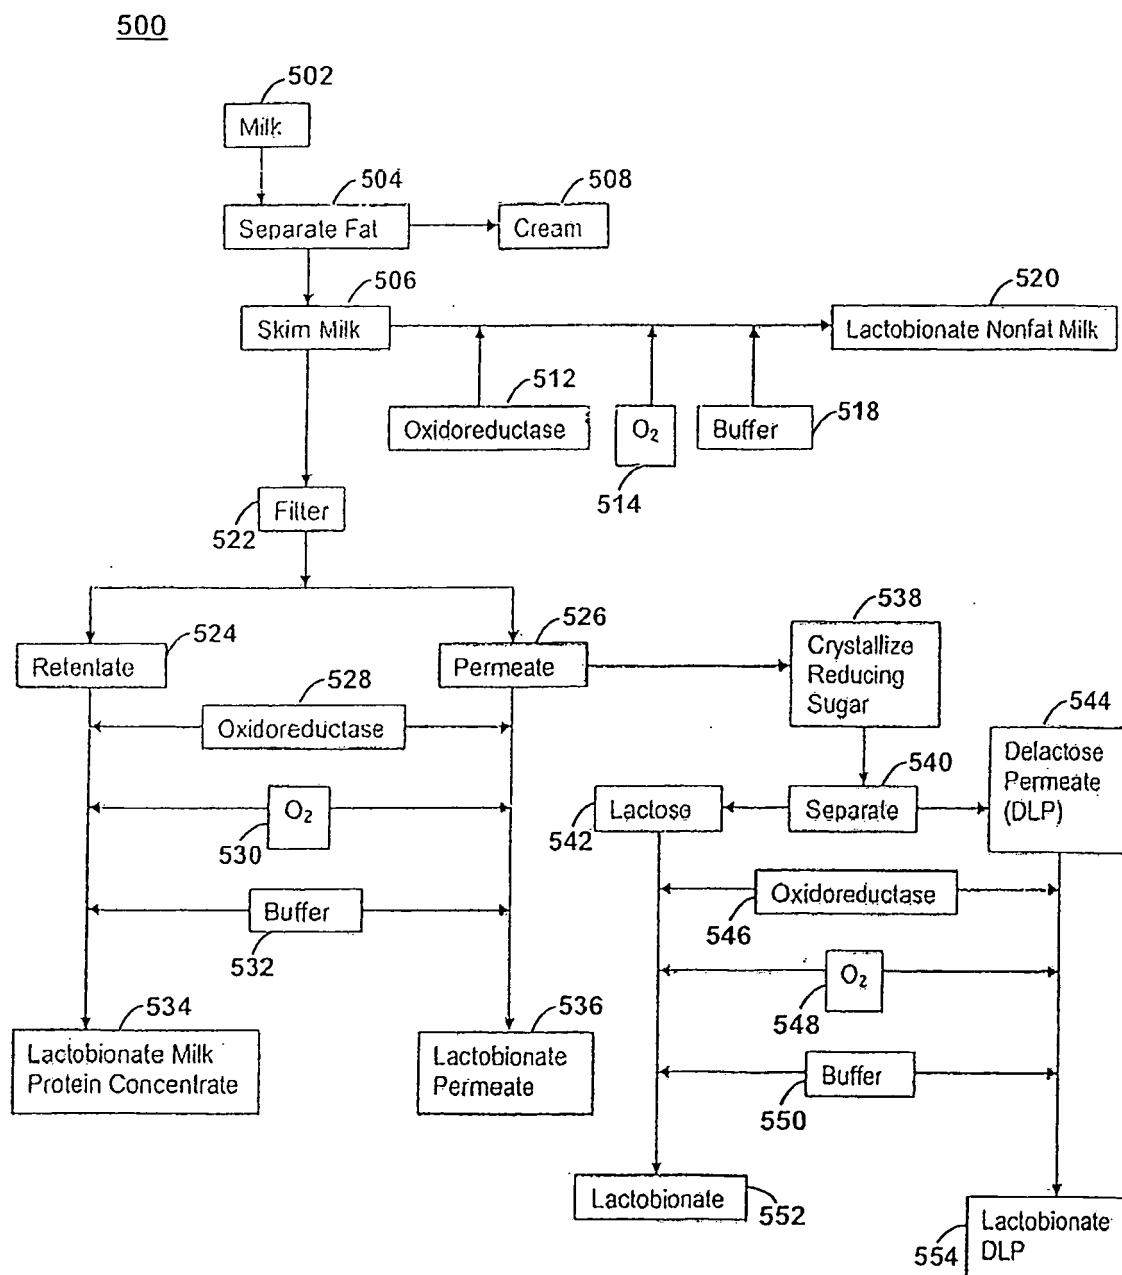 500
502
Milk
504
508
Separate Fat
Cream
506
520
Skim Milk
Lactobionate Nonfat Milk
512
Oxidoreductase
O₂
Buffer
518
514
Filter
522
538
524
526
Retentate
Permeate
Crystallize
Reducing
Sugar
528
Oxidoreductase
544
Delactose
Permeate
(DLP)
540
O₂
530
Lactose
542
Separate
Oxidoreductase
546
Buffer
532
O₂
548
534
536
Lactobionate Milk
Protein Concentrate
Lactobionate
Permeate
Buffer
550
Lactobionate
552
Lactobionate
DLP
554